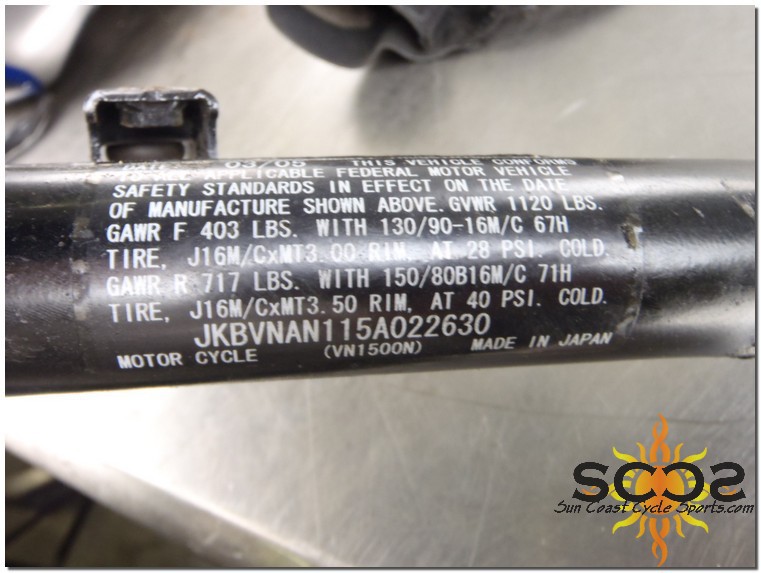 DATE: 03/05 THIS VEHICLE CONFORMS
TO ALL APPLICABLE FEDERAL MOTOR VEHICLE
SAFETY STANDARDS IN EFFECT ON THE DATE
OF MANUFACTURE SHOWN ABOVE. GVWR 1120 LBS.
GAWR F 403 LBS. WITH 130/90-16M/C 67H
TIRE, J16M/CxMT3.00 RIM, AT 28 PSI. COLD.
GAWR R 717 LBS. WITH 150/80B16M/C 71H
TIRE, J16M/CxMT3.50 RIM, AT 40 PSI. COLD.
JKBVNAN115A022630
MOTOR CYCLE (VN1500N) MADE IN JAPAN
SCCS
Sun Coast Cycle Sports.com